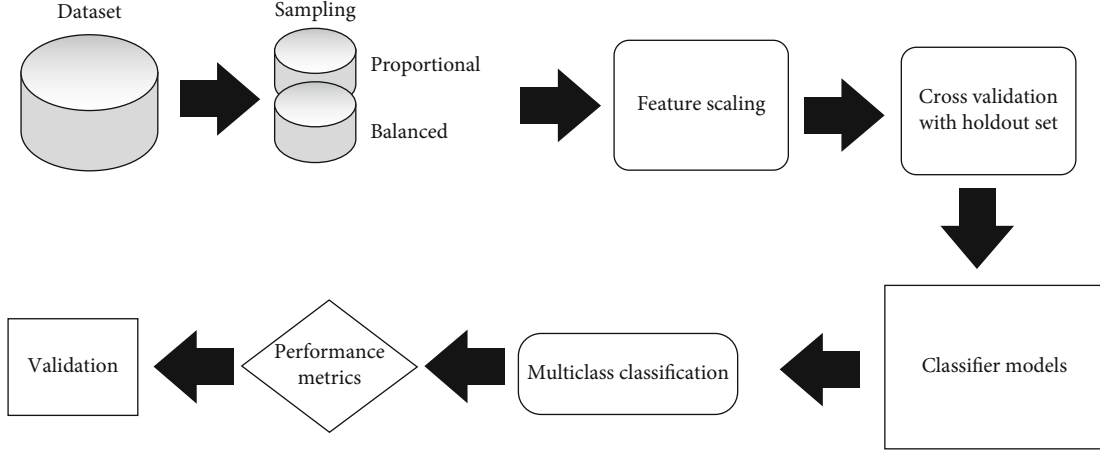 Dataset
Sampling
Proportional
Balanced
Feature scaling
Cross validation
with holdout set
Classifier models
Multiclass classification
Performance
metrics
Validation